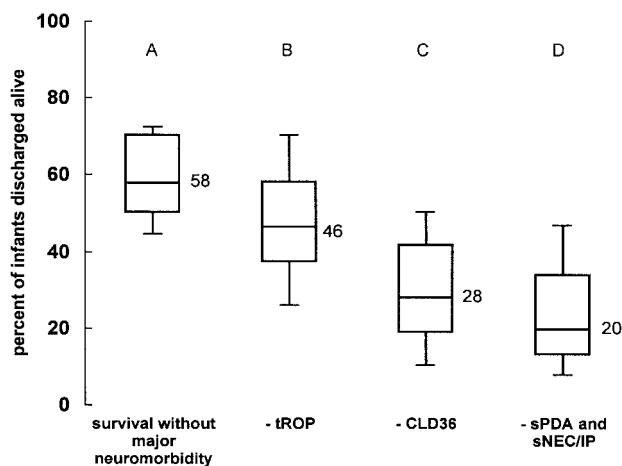 100
80
60
40
20
0
percent of infants discharged alive
A
B
C
D
58
46
28
20
survival without
major
neuromorbidity
- tROP
- CLD36
- sPDA and
sNEC/IP